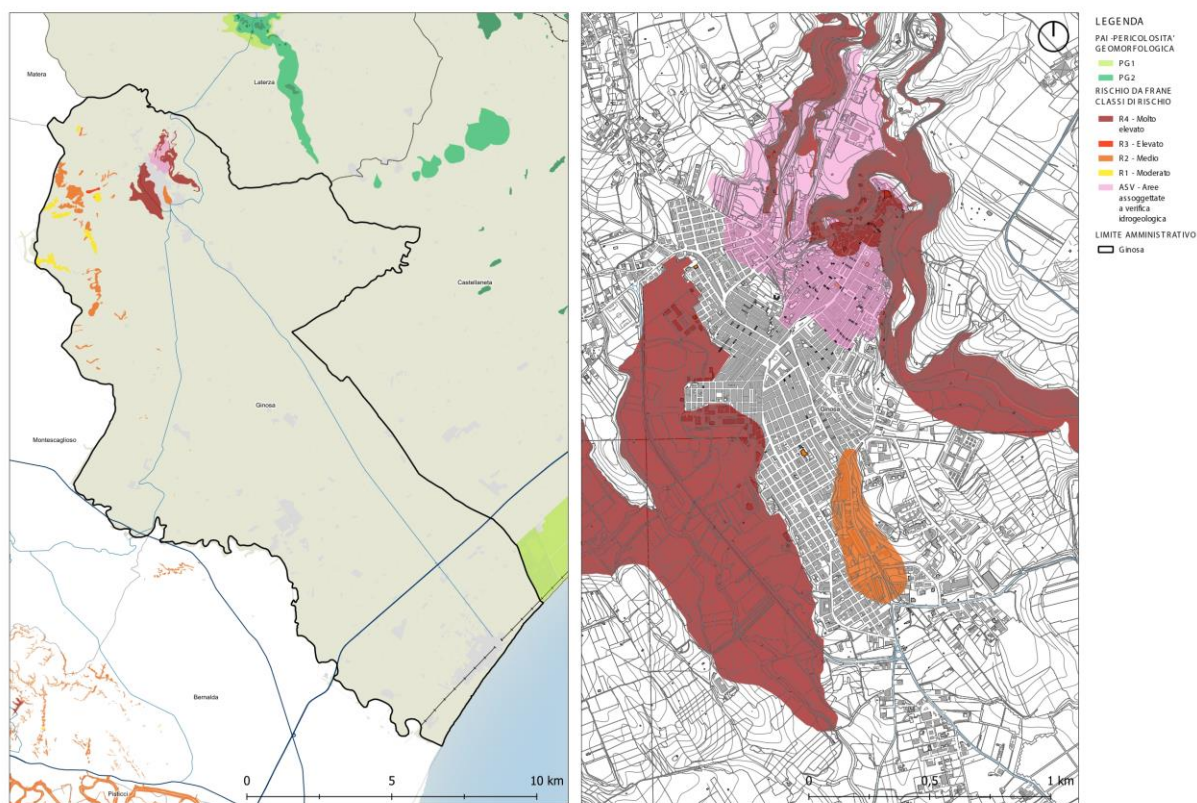 Matera
Laterza
Castellaneta
Ginosa
Montescaglioso
Bernalda
Pisticci
0 5 10 km
Ginosa
0 0,5 1 km
LEGENDA
PAI -PERICOLOSITA'
GEOMORFOLOGICA
PG1
PG2
RISCHIO DA FRANE
CLASSI DI RISCHIO
R4 - Molto
elevato
R3 - Elevato
R2 - Medio
R1 - Moderato
ASV - Aree
assoggettate
a verifica
idrogeologica
LIMITE AMMINISTRATIVO
Ginosa